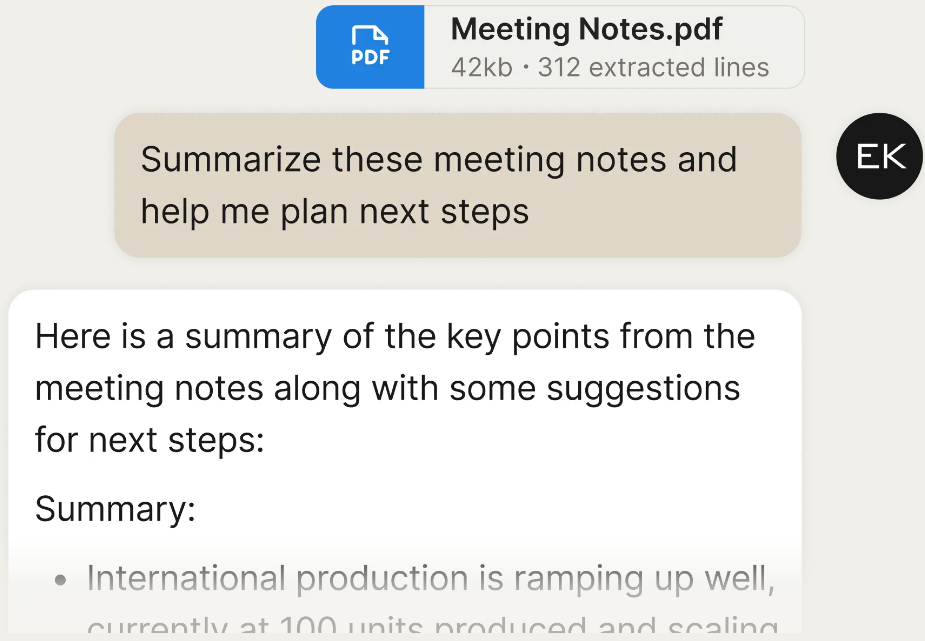 PDF
Meeting Notes.pdf
42kb · 312 extracted lines
Summarize these meeting notes and
help me plan next steps
EK
Here is a summary of the key points from the
meeting notes along with some suggestions
for next steps:
Summary:
• International production is ramping up well,
currently at 100 units produced and scaling